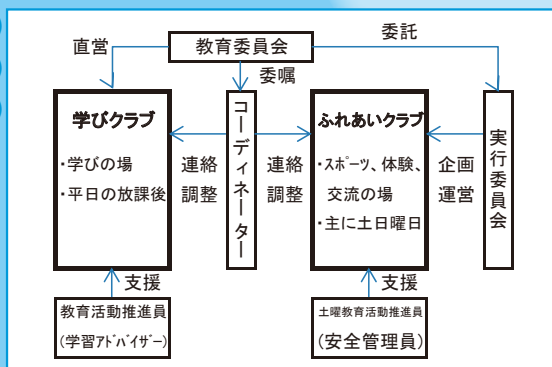 教育委員会
直営
委託
委嘱
学びクラブ
・学びの場
・平日の放課後
連絡
調整
コーディネーター
連絡
調整
ふれあいクラブ
・スポーツ、体験、
交流の場
・主に土日曜日
企画
運営
実行委員会
支援
支援
教育活動推進員
(学習アドバイザー)
土曜教育活動推進員
(安全管理員)